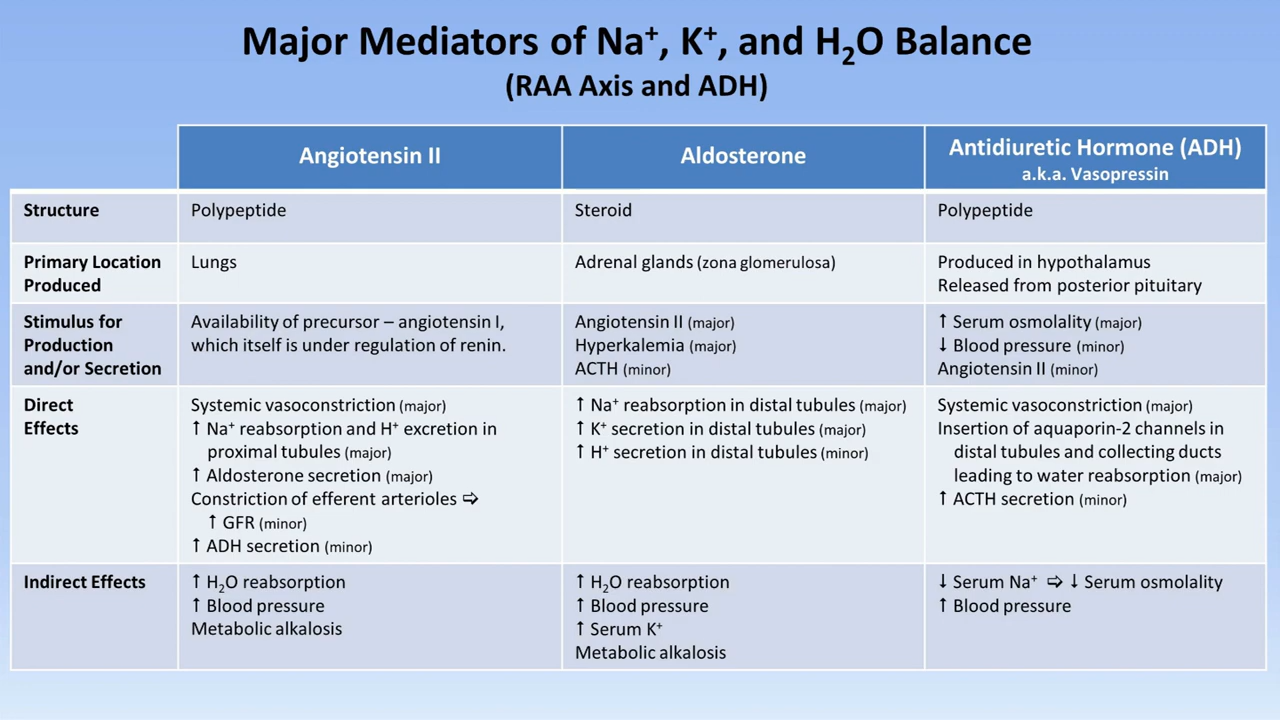 Major Mediators of Na⁺, K⁺, and H₂O Balance
(RAA Axis and ADH)
Angiotensin II
Aldosterone
Antidiuretic Hormone (ADH)
a.k.a. Vasopressin
Structure
Polypeptide
Steroid
Polypeptide
Primary Location
Produced
Lungs
Adrenal glands (zona glomerulosa)
Produced in hypothalamus
Released from posterior pituitary
Stimulus for
Production
and/or Secretion
Availability of precursor – angiotensin I,
which itself is under regulation of renin.
Angiotensin II (major)
Hyperkalemia (major)
ACTH (minor)
↑ Serum osmolality (major)
↓ Blood pressure (minor)
Angiotensin II (minor)
Direct
Effects
Systemic vasoconstriction (major)
↑ Na⁺ reabsorption and H⁺ excretion in
proximal tubules (major)
↑ Aldosterone secretion (major)
Constriction of efferent arterioles ⇨
↑ GFR (minor)
↑ ADH secretion (minor)
↑ Na⁺ reabsorption in distal tubules (major)
↑ K⁺ secretion in distal tubules (major)
↑ H⁺ secretion in distal tubules (minor)
Systemic vasoconstriction (major)
Insertion of aquaporin-2 channels in
distal tubules and collecting ducts
leading to water reabsorption (major)
↑ ACTH secretion (minor)
Indirect Effects
↑ H₂O reabsorption
↑ Blood pressure
Metabolic alkalosis
↑ H₂O reabsorption
↑ Blood pressure
↑ Serum K⁺
Metabolic alkalosis
↓ Serum Na⁺ ⇨ ↓ Serum osmolality
↑ Blood pressure